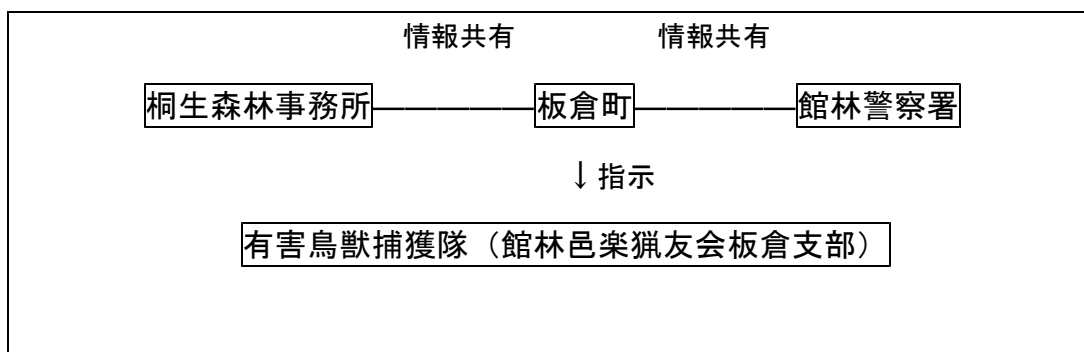 情報共有 情報共有
桐生森林事務所 板倉町 館林警察署
↓指示
有害鳥獣捕獲隊（館林邑楽猟友会板倉支部）